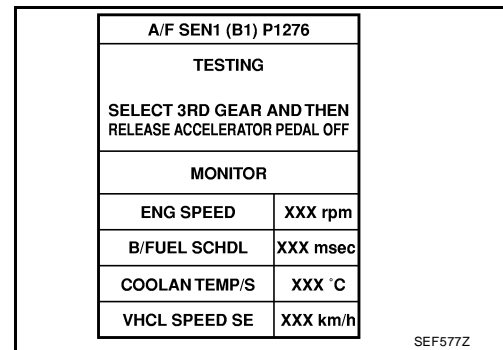 A/F SEN1 (B1) P1276
TESTING
SELECT 3RD GEAR AND THEN
RELEASE ACCELERATOR PEDAL OFF
MONITOR
ENG SPEED XXX rpm
B/FUEL SCHDL XXX msec
COOLAN TEMP/S XXX °C
VHCL SPEED SE XXX km/h
SEF577Z